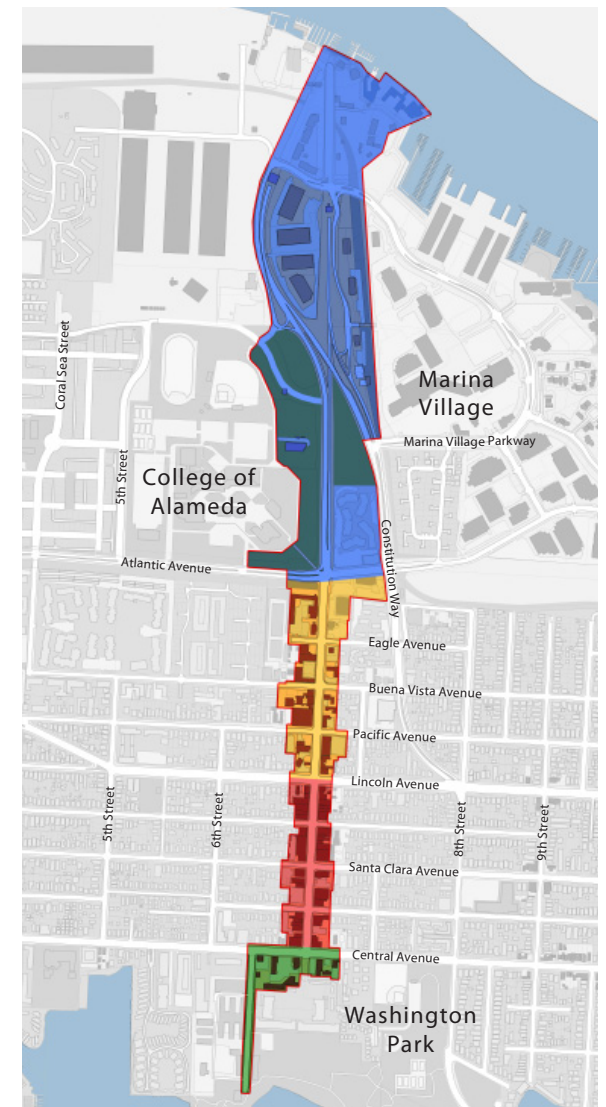 Marina
Village
Marina Village Parkway
Coral Sea Street
5th Street
College of
Alameda
Constitution Way
Atlantic Avenue
Eagle Avenue
Buena Vista Avenue
Pacific Avenue
Lincoln Avenue
5th Street
6th Street
8th Street
9th Street
Santa Clara Avenue
Central Avenue
Washington
Park